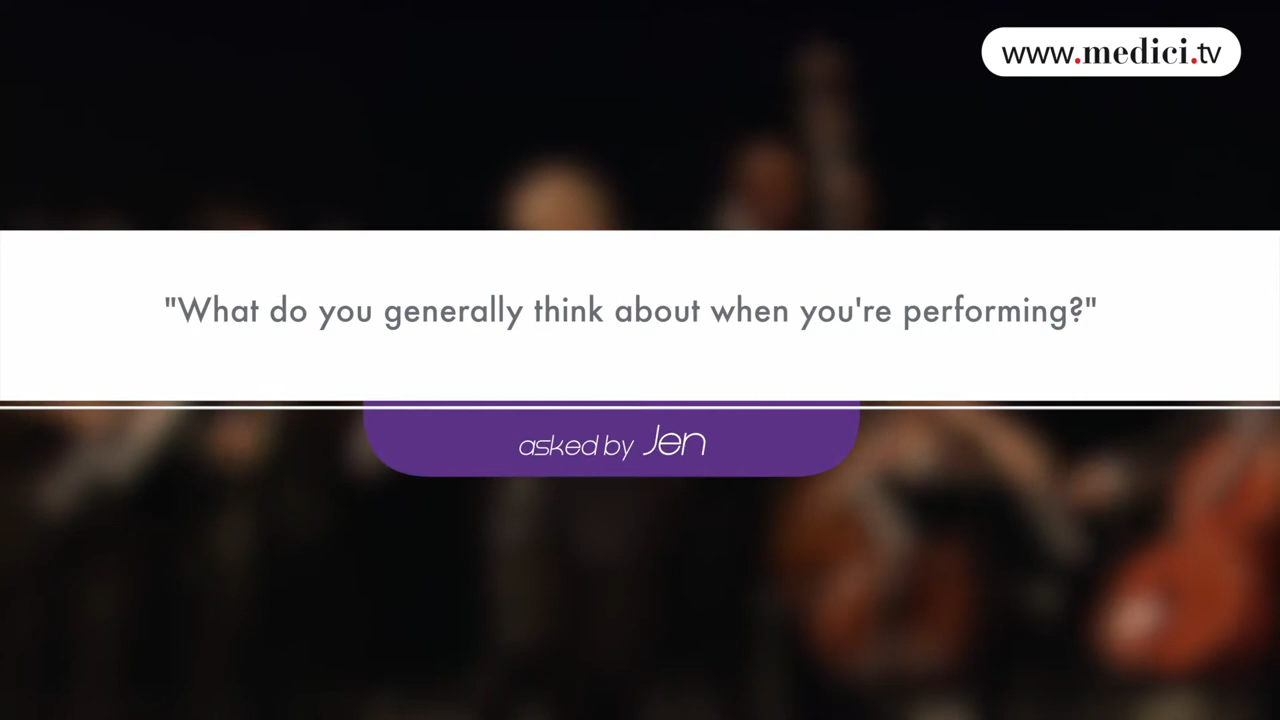 www.medici.tv
"What do you generally think about when you're performing?"
asked by Jen